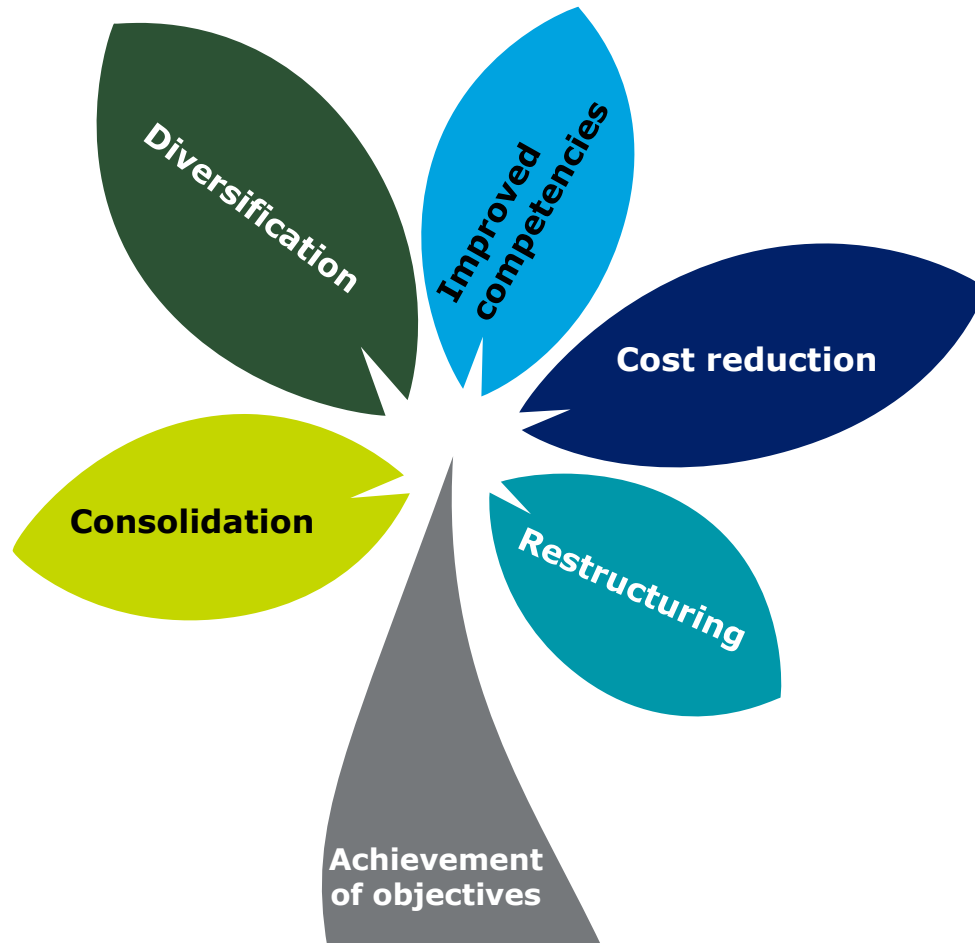 Diversification
Improved
competencies
Cost reduction
Consolidation
Restructuring
Achievement
of objectives